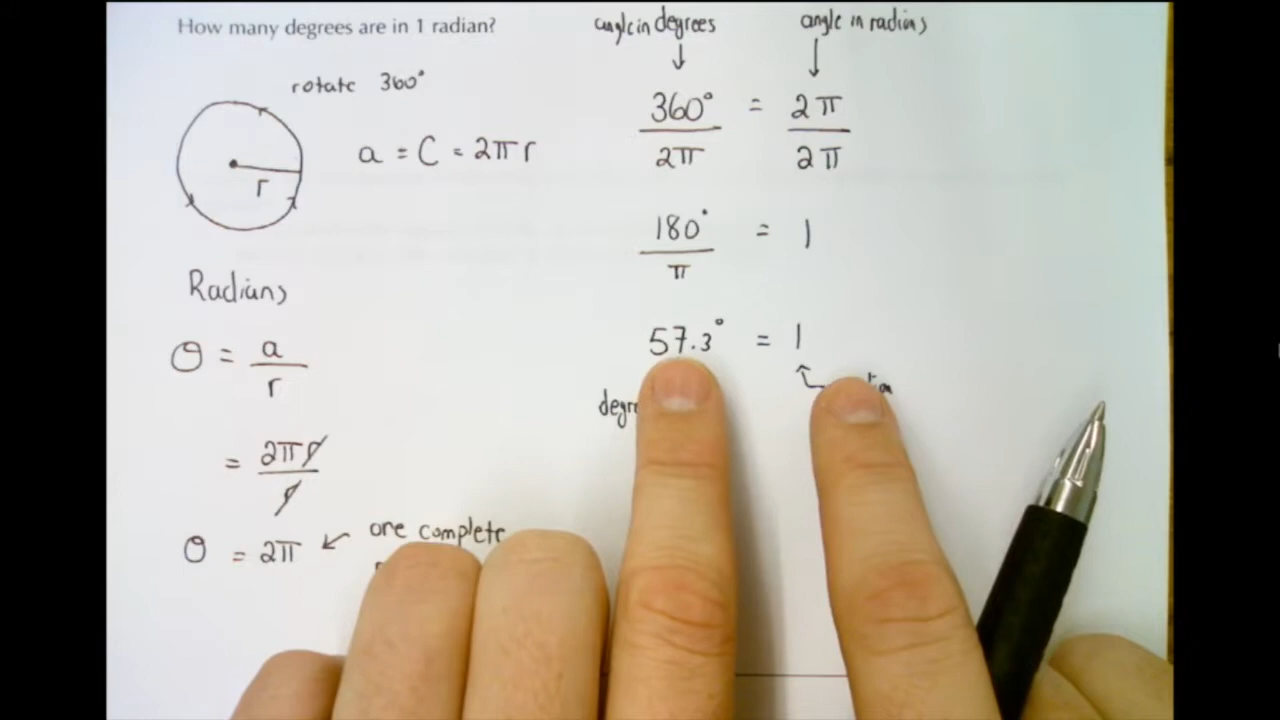 How many degrees are in 1 radian?
rotate 360°
a = C = 2πr
r
Radians
θ = a/r
= 2πr/r
θ = 2π ← one complete
angle in degrees
angle in radians
360°/2π = 2π/2π
180°/π = 1
57.3° = 1